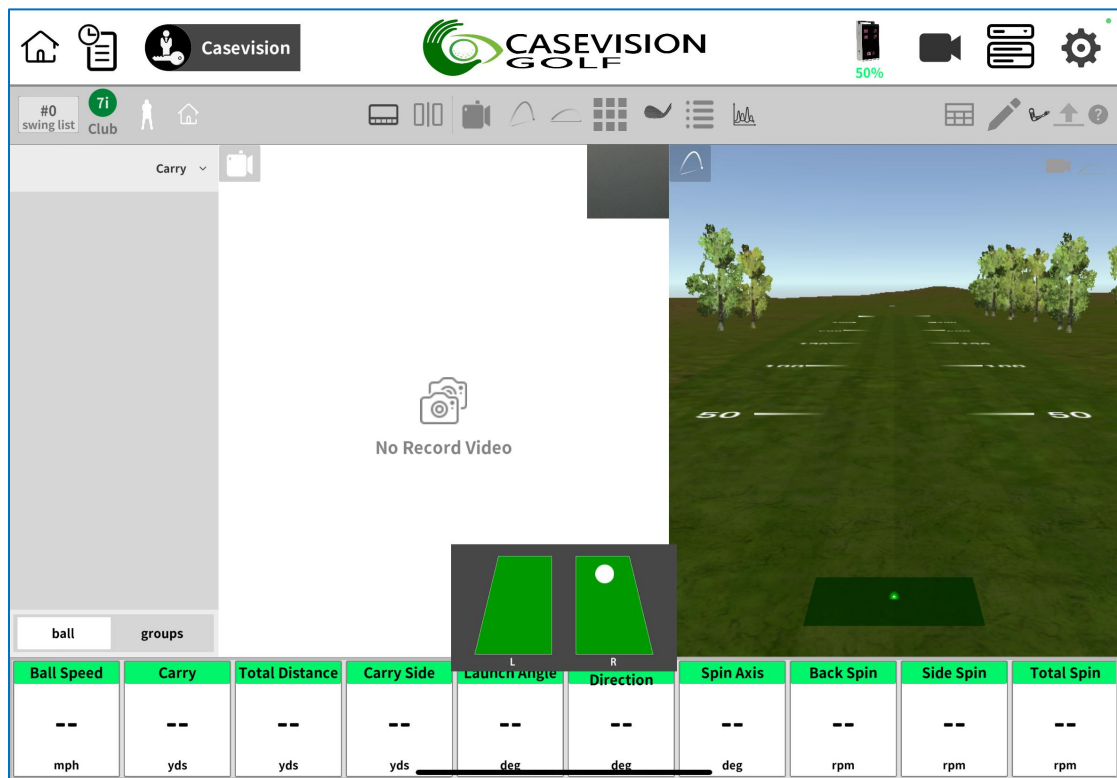 Casevision
CASEVISION
GOLF
50%
#0
swing list
7i
Club
?
Carry
100
100
50
50
No Record Video
ball
groups
L
R
Ball Speed
Carry
Total Distance
Carry Side
Launch Angle
Direction
Spin Axis
Back Spin
Side Spin
Total Spin
--
--
--
--
--
--
--
--
--
--
mph
yds
yds
yds
deg
deg
deg
rpm
rpm
rpm